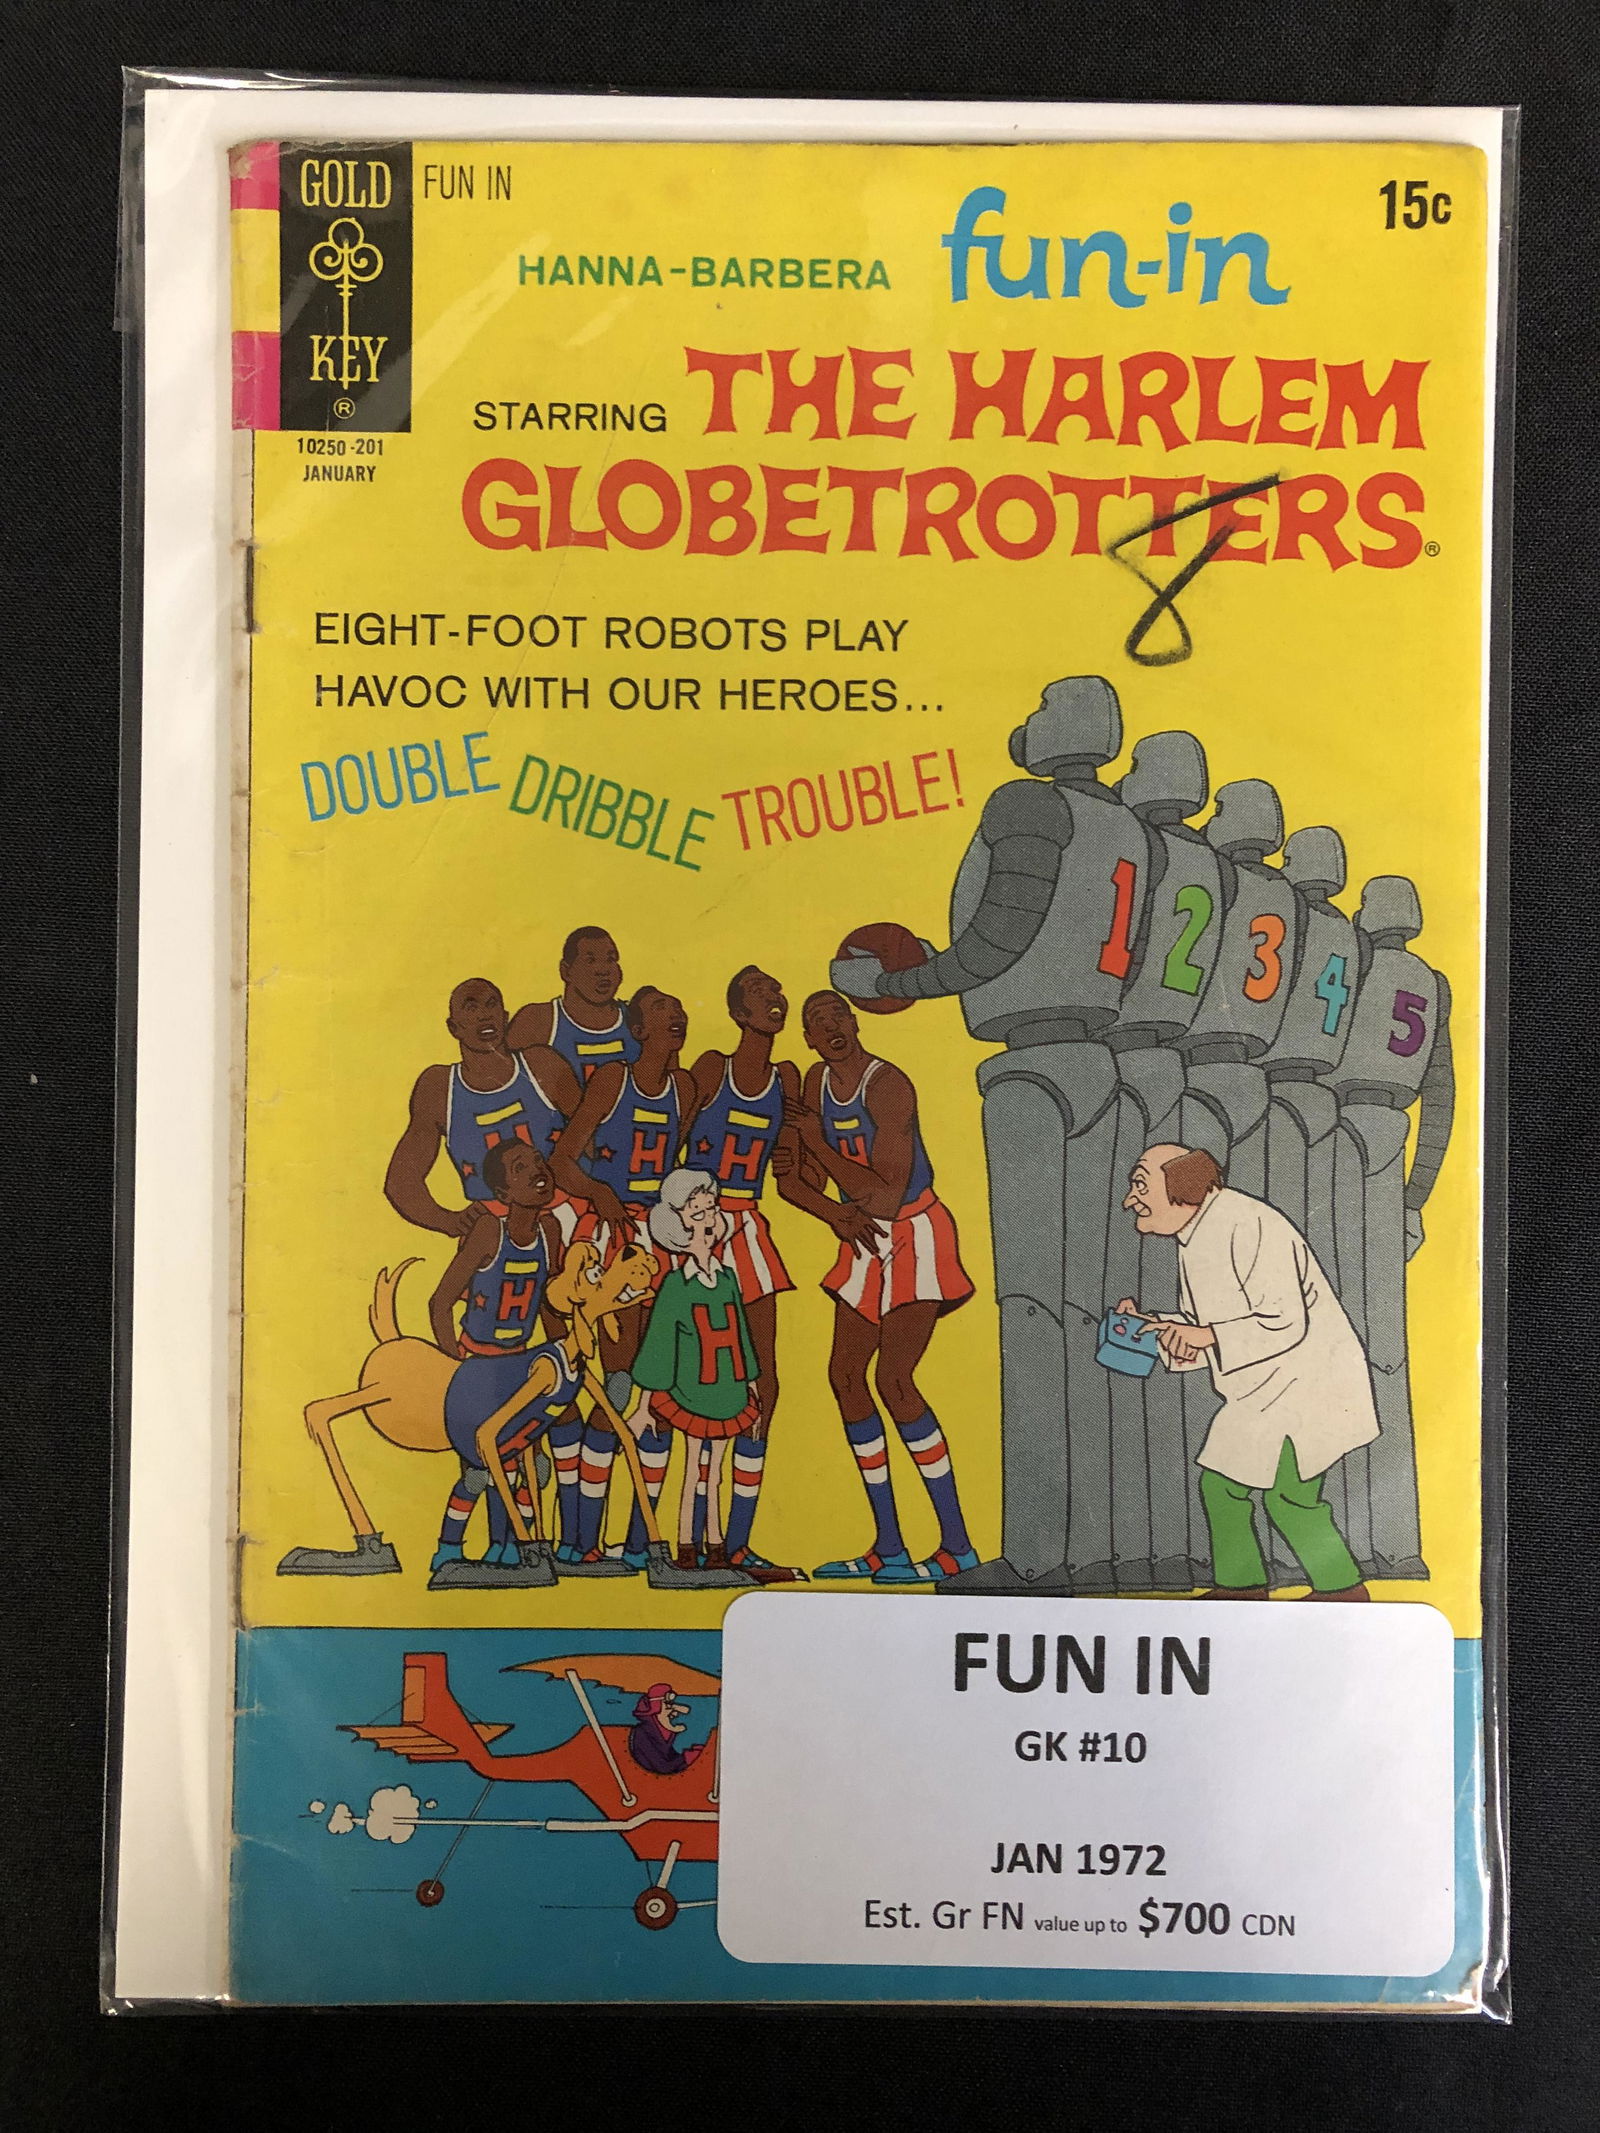 GOLD
KEY
®
FUN IN
15c
HANNA-BARBERA fun-in
STARRING THE HARLEM
GLOBETROTTERS®
10250-201
JANUARY
8
EIGHT-FOOT ROBOTS PLAY
HAVOC WITH OUR HEROES...
DOUBLE DRIBBLE TROUBLE!
1 2 3 4 5
H
H
H
H
H
H
H
FUN IN
GK #10
JAN 1972
Est. Gr FN value up to $700 CDN